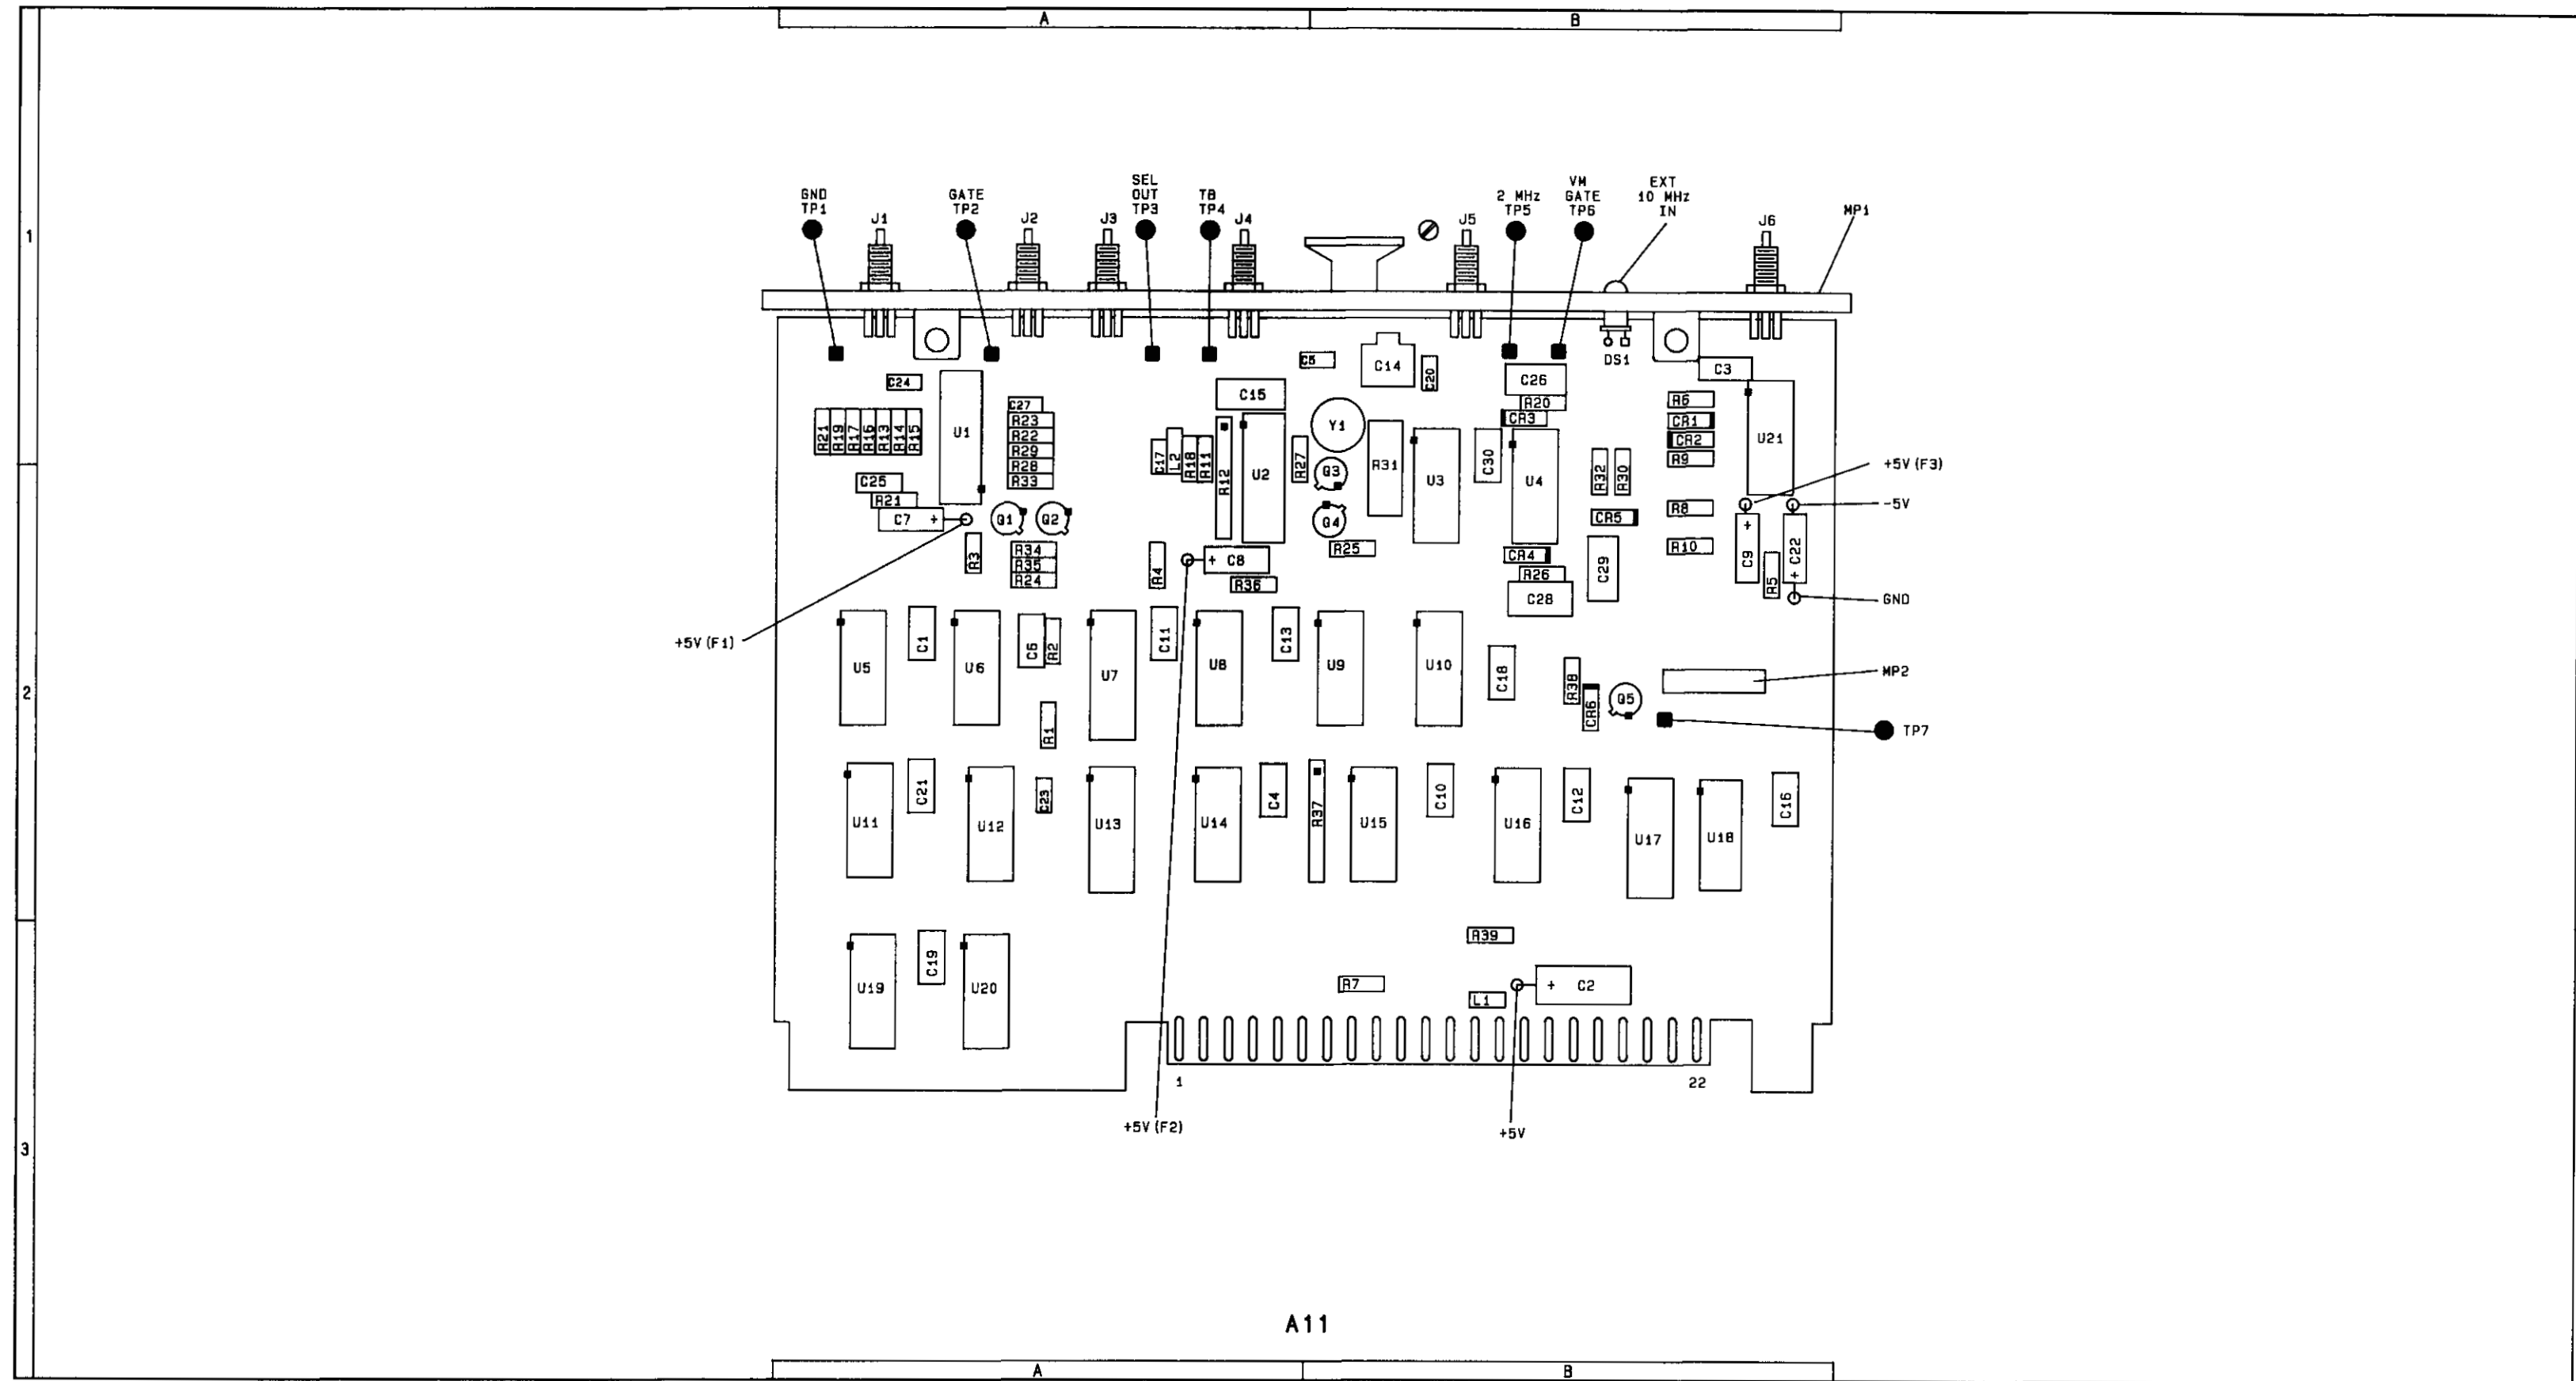 A B
1
GND
TP1
J1
GATE
TP2
J2
J3
SEL
OUT
TP3
TB
TP4
J4
J5
2 MHz
TP5
VM
GATE
TP6
EXT
10 MHz
IN
J6
MP1
DS1
C24
U1
C27
R23
R22
R29
R28
R33
R21
R19
R17
R16
R13
R14
R15
C25
R21
C7 +
R3
Q1
Q2
R34
R35
R24
C17
L2
R18
R11
R12
C15
U2
R27
C5
C14
C20
Y1
Q3
Q4
R31
R25
U3
C30
C26
R20
CR3
U4
R32
R30
CR5
CR4
R26
C28
C29
R6
CR1
CR2
R9
R8
R10
C3
U21
+ C9
R5
+ C22
+5V (F3)
-5V
GND
R4
+ C8
R36
2
+5V (F1)
U5
C1
U6
C6
R2
U7
C11
U8
C13
U9
U10
C18
R38
CR6
Q5
MP2
TP7
R1
U11
C21
U12
C23
U13
U14
C4
R37
U15
C10
U16
C12
U17
U18
C16
3
U19
C19
U20
R39
R7
L1
+ C2
1
22
+5V (F2)
+5V
A11
A B